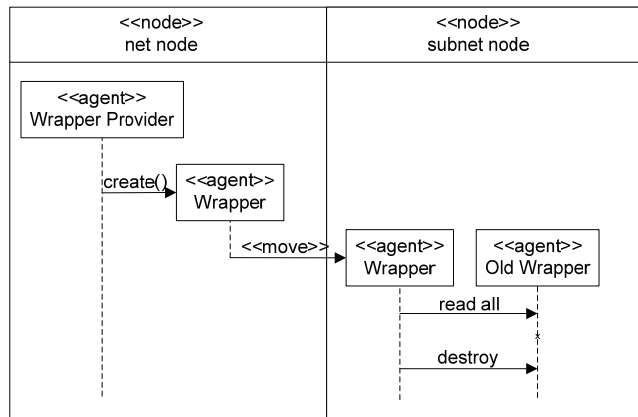 <<node>>
net node
<<node>>
subnet node
<<agent>>
Wrapper Provider
create()
<<agent>>
Wrapper
<<move>>
<<agent>>
Wrapper
<<agent>>
Old Wrapper
read all
destroy